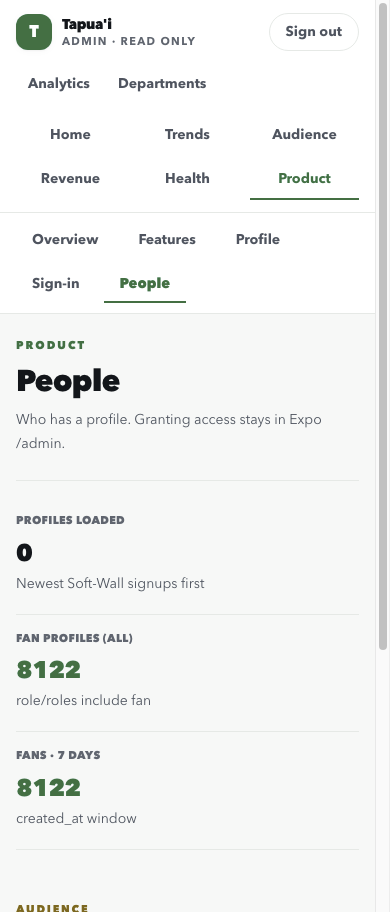 T
Tapua'i
ADMIN · READ ONLY
Sign out
Analytics Departments
Home Trends Audience
Revenue Health Product
Overview Features Profile
Sign-in People
PRODUCT
People
Who has a profile. Granting access stays in Expo
/admin.
PROFILES LOADED
0
Newest Soft-Wall signups first
FAN PROFILES (ALL)
8122
role/roles include fan
FANS · 7 DAYS
8122
created_at window
AUDIENCE